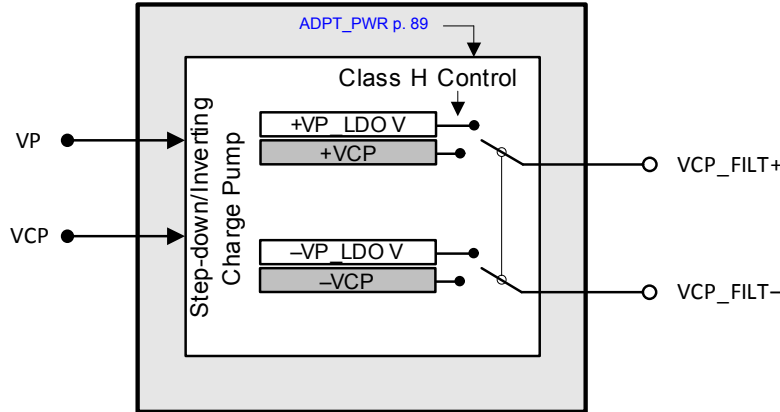 ADPT_PWR p. 89
Class H Control
VP
VCP
Step-down/Inverting
Charge Pump
+VP_LDO V
+VCP
–VP_LDO V
–VCP
VCP_FILT+
VCP_FILT–